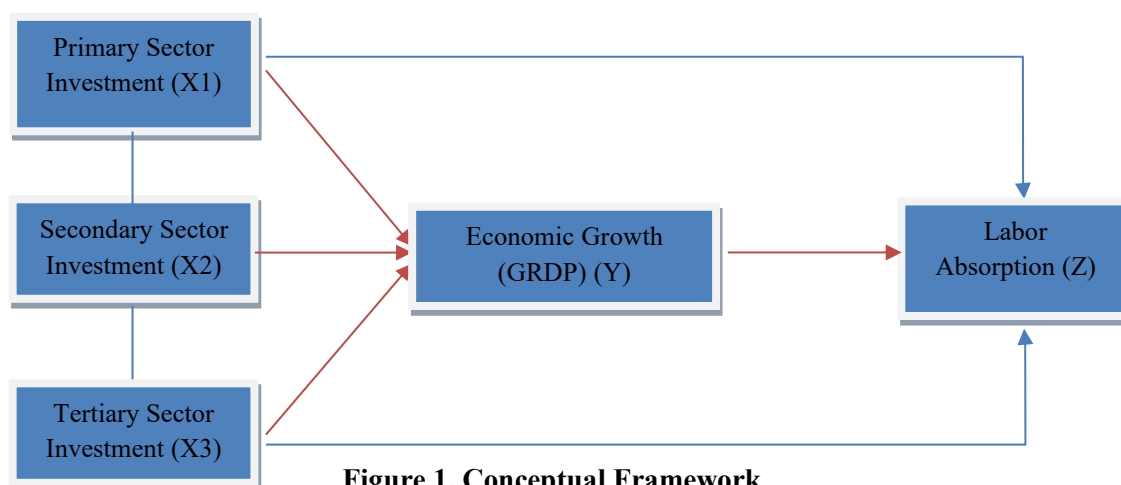 Primary Sector
Investment (X1)
Secondary Sector
Investment (X2)
Economic Growth
(GRDP) (Y)
Labor
Absorption (Z)
Tertiary Sector
Investment (X3)
Figure 1. Conceptual Framework